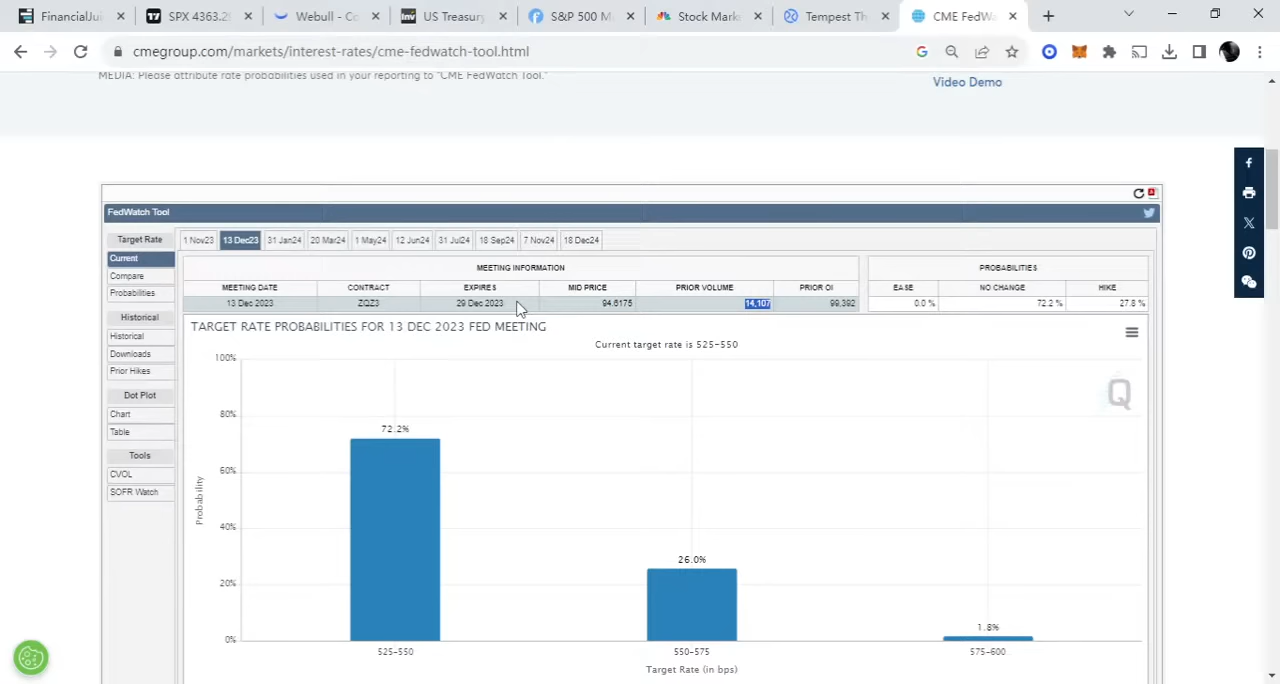 FinancialJui
SPX 4363.2
Webull - Co
US Treasury
S&P 500 M
Stock Mark
Tempest Th
CME FedWa
cmegroup.com/markets/interest-rates/cme-fedwatch-tool.html
MEDIA: Please attribute rate probabilities used in your reporting to "CME FedWatch Tool."
Video Demo
FedWatch Tool
Target Rate
Current
Compare
Probabilities
Historical
Historical
Downloads
Prior Hikes
Dot Plot
Chart
Table
Tools
CVOL
SOFR Watch
1 Nov23 13 Dec23 31 Jan24 20 Mar24 1 May24 12 Jun24 31 Jul24 18 Sep24 7 Nov24 18 Dec24
MEETING INFORMATION
MEETING DATE CONTRACT EXPIRES MID PRICE PRIOR VOLUME PRIOR OI
13 Dec 2023 ZQZ3 29 Dec 2023 94.6175 14,107 99,392
PROBABILITIES
EASE NO CHANGE HIKE
0.0 % 72.2 % 27.8 %
TARGET RATE PROBABILITIES FOR 13 DEC 2023 FED MEETING
Current target rate is 525-550
Q
100%
80%
60%
40%
20%
0%
Probability
72.2%
26.0%
1.8%
525-550
550-575
575-600
Target Rate (in bps)